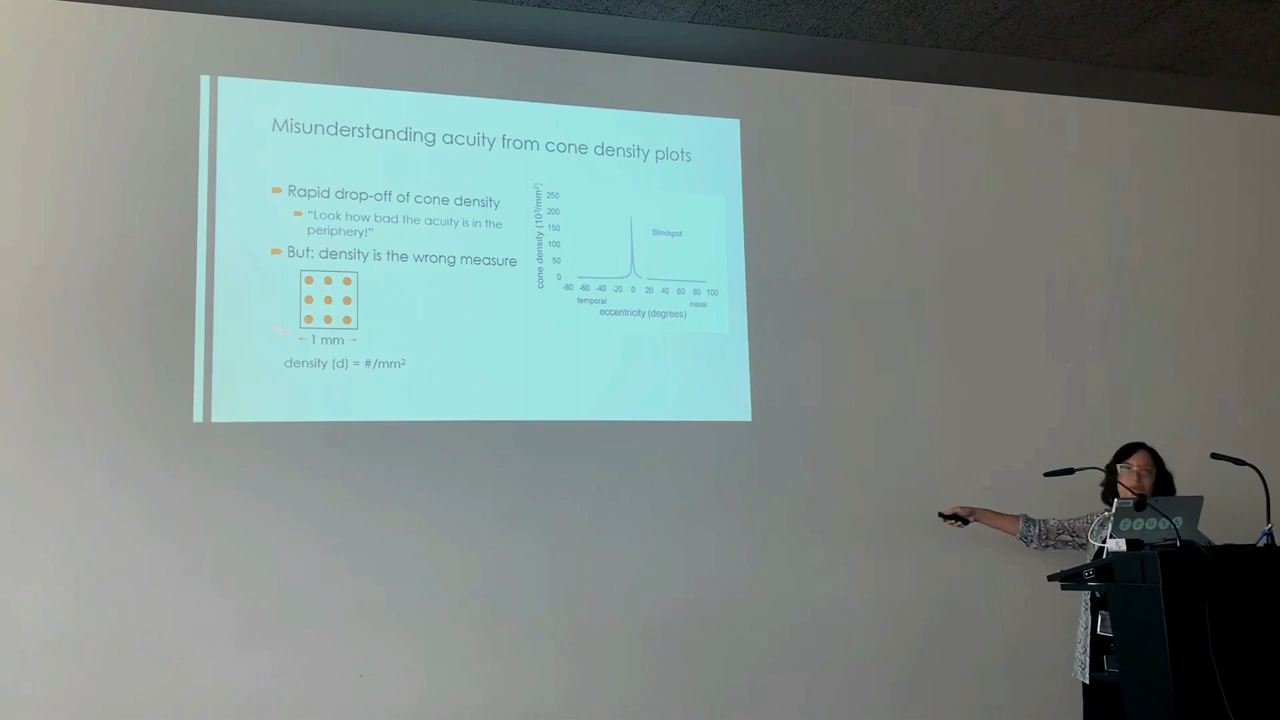 Misunderstanding acuity from cone density plots
Rapid drop-off of cone density
"Look how bad the acuity is in the
periphery!"
But: density is the wrong measure
1 mm
density (d) = #/mm²
cone density (10³/mm²)
250
200
150
100
50
0
Blindspot
-80 -60 -40 -20 0 20 40 60 80 100
temporal nasal
eccentricity (degrees)